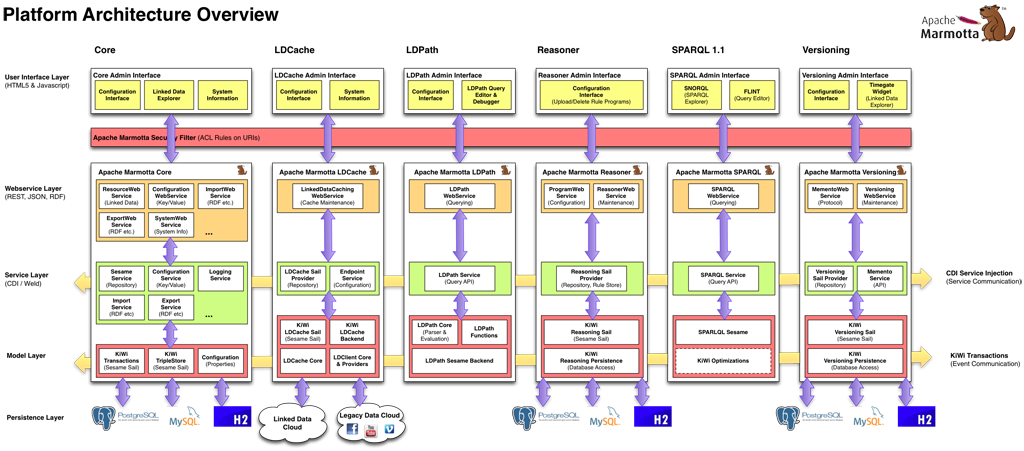 Platform Architecture Overview
Apache
Marmotta
TM
Core
LDCache
LDPath
Reasoner
SPARQL 1.1
Versioning
User Interface Layer
(HTML5 & Javascript)
Core Admin Interface
Configuration
Interface
Linked Data
Explorer
System
Information
LDCache Admin Interface
Configuration
Interface
System
Information
LDPath Admin Interface
Configuration
Interface
LDPath Query
Editor &
Debugger
Reasoner Admin Interface
Configuration
Interface
(Upload/Delete Rule Programs)
SPARQL Admin Interface
SNORQL
(SPARQL
Explorer)
FLINT
(Query Editor)
Versioning Admin Interface
Configuration
Interface
Timegate
Widget
(Linked Data
Explorer)
Apache Marmotta Security Filter (ACL Rules on URIs)
Webservice Layer
(REST, JSON, RDF)
Apache Marmotta Core
ResourceWeb
Service
(Linked Data)
Configuration
WebService
(Key/Value)
ImportWeb
Service
(RDF etc.)
ExportWeb
Service
(RDF etc.)
SystemWeb
Service
(System Info)
...
Apache Marmotta LDCache
LinkedDataCaching
WebService
(Cache Maintenance)
Apache Marmotta LDPath
LDPath
WebService
(Querying)
Apache Marmotta Reasoner
ProgramWeb
Service
(Configuration)
ReasonerWeb
Service
(Maintenance)
Apache Marmotta SPARQL
SPARQL
WebService
(Querying)
Apache Marmotta Versioning
MementoWeb
Service
(Protocol)
Versioning
WebService
(Maintenance)
Service Layer
(CDI / Weld)
Sesame
Service
(Repository)
Configuration
Service
(Key/Value)
Logging
Service
Import
Service
(RDF etc)
Export
Service
(RDF etc)
...
LDCache Sail
Provider
(Repository)
Endpoint
Service
(Configuration)
LDPath Service
(Query API)
Reasoning Sail
Provider
(Repository, Rule Store)
SPARQL Service
(Query API)
Versioning
Sail Provider
(Repository)
Memento
Service
(API)
CDI Service Injection
(Service Communication)
Model Layer
KiWi
Transactions
(Sesame Sail)
KiWi
TripleStore
(Sesame Sail)
Configuration
(Properties)
KiWi
LDCache Sail
(Sesame Sail)
KiWi
LDCache
Backend
LDCache Core
LDClient Core
& Providers
LDPath Core
(Parser &
Evaluation)
LDPath
Functions
LDPath Sesame Backend
KiWi
Reasoning Sail
(Sesame Sail)
KiWi
Reasoning Persistence
(Database Access)
SPARLQL Sesame
KiWi Optimizations
KiWi
Versioning Sail
(Sesame Sail)
KiWi
Versioning Persistence
(Database Access)
KiWi Transactions
(Event Communication)
Persistence Layer
PostgreSQL
MySQL
H2
Linked Data
Cloud
Legacy Data Cloud
f
You
Tube
v
PostgreSQL
MySQL
H2
PostgreSQL
MySQL
H2